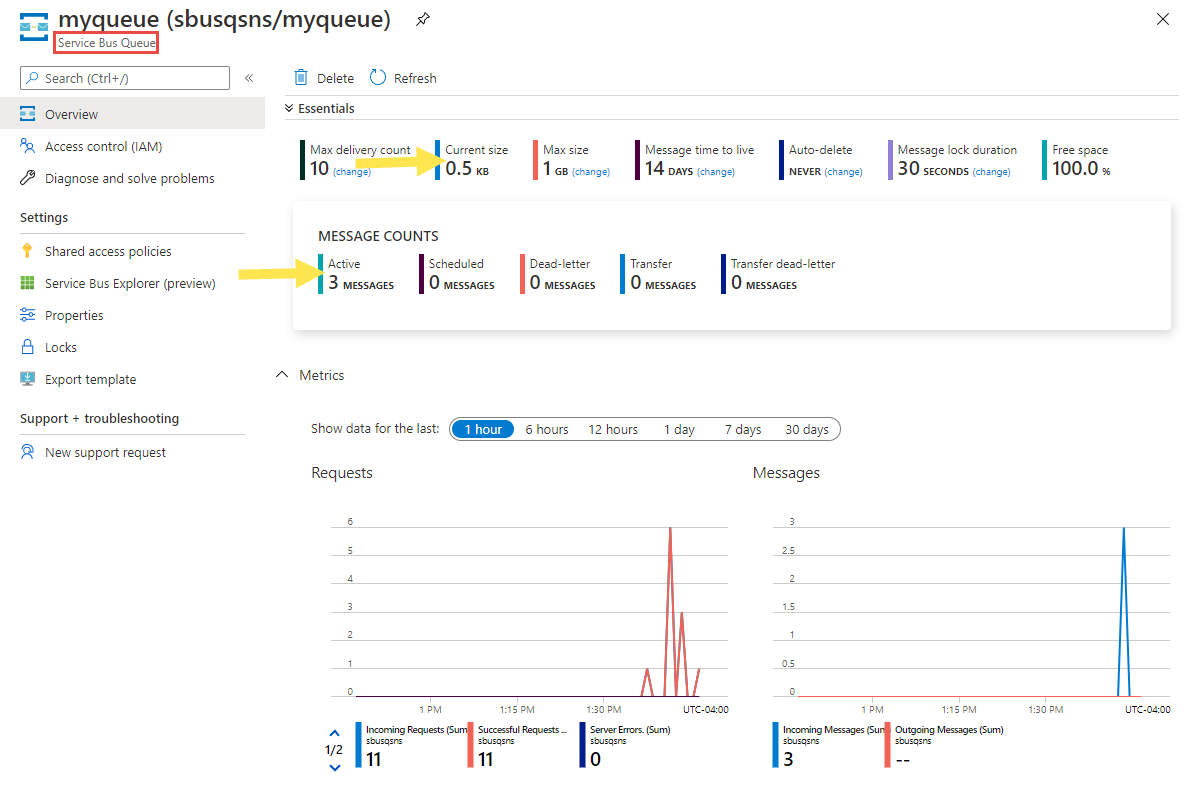 myqueue (sbusqsns/myqueue)
Service Bus Queue
Search (Ctrl+/)
«
Delete
Refresh
Overview
Access control (IAM)
Diagnose and solve problems
Settings
Shared access policies
Service Bus Explorer (preview)
Properties
Locks
Export template
Support + troubleshooting
New support request
Essentials
Max delivery count
10 (change)
Current size
0.5 KB
Max size
1 GB (change)
Message time to live
14 DAYS (change)
Auto-delete
NEVER (change)
Message lock duration
30 SECONDS (change)
Free space
100.0 %
MESSAGE COUNTS
Active
3 MESSAGES
Scheduled
0 MESSAGES
Dead-letter
0 MESSAGES
Transfer
0 MESSAGES
Transfer dead-letter
0 MESSAGES
Metrics
Show data for the last:
1 hour
6 hours
12 hours
1 day
7 days
30 days
Requests
6
5
4
3
2
1
0
1 PM
1:15 PM
1:30 PM
UTC-04:00
1/2
Incoming Requests (Sum)
sbusqsns
11
Successful Requests ...
sbusqsns
11
Server Errors. (Sum)
sbusqsns
0
Messages
3
2.5
2
1.5
1
0.5
0
1 PM
1:15 PM
1:30 PM
UTC-04:00
Incoming Messages (Sum
sbusqsns
3
Outgoing Messages (Sum)
sbusqsns
--